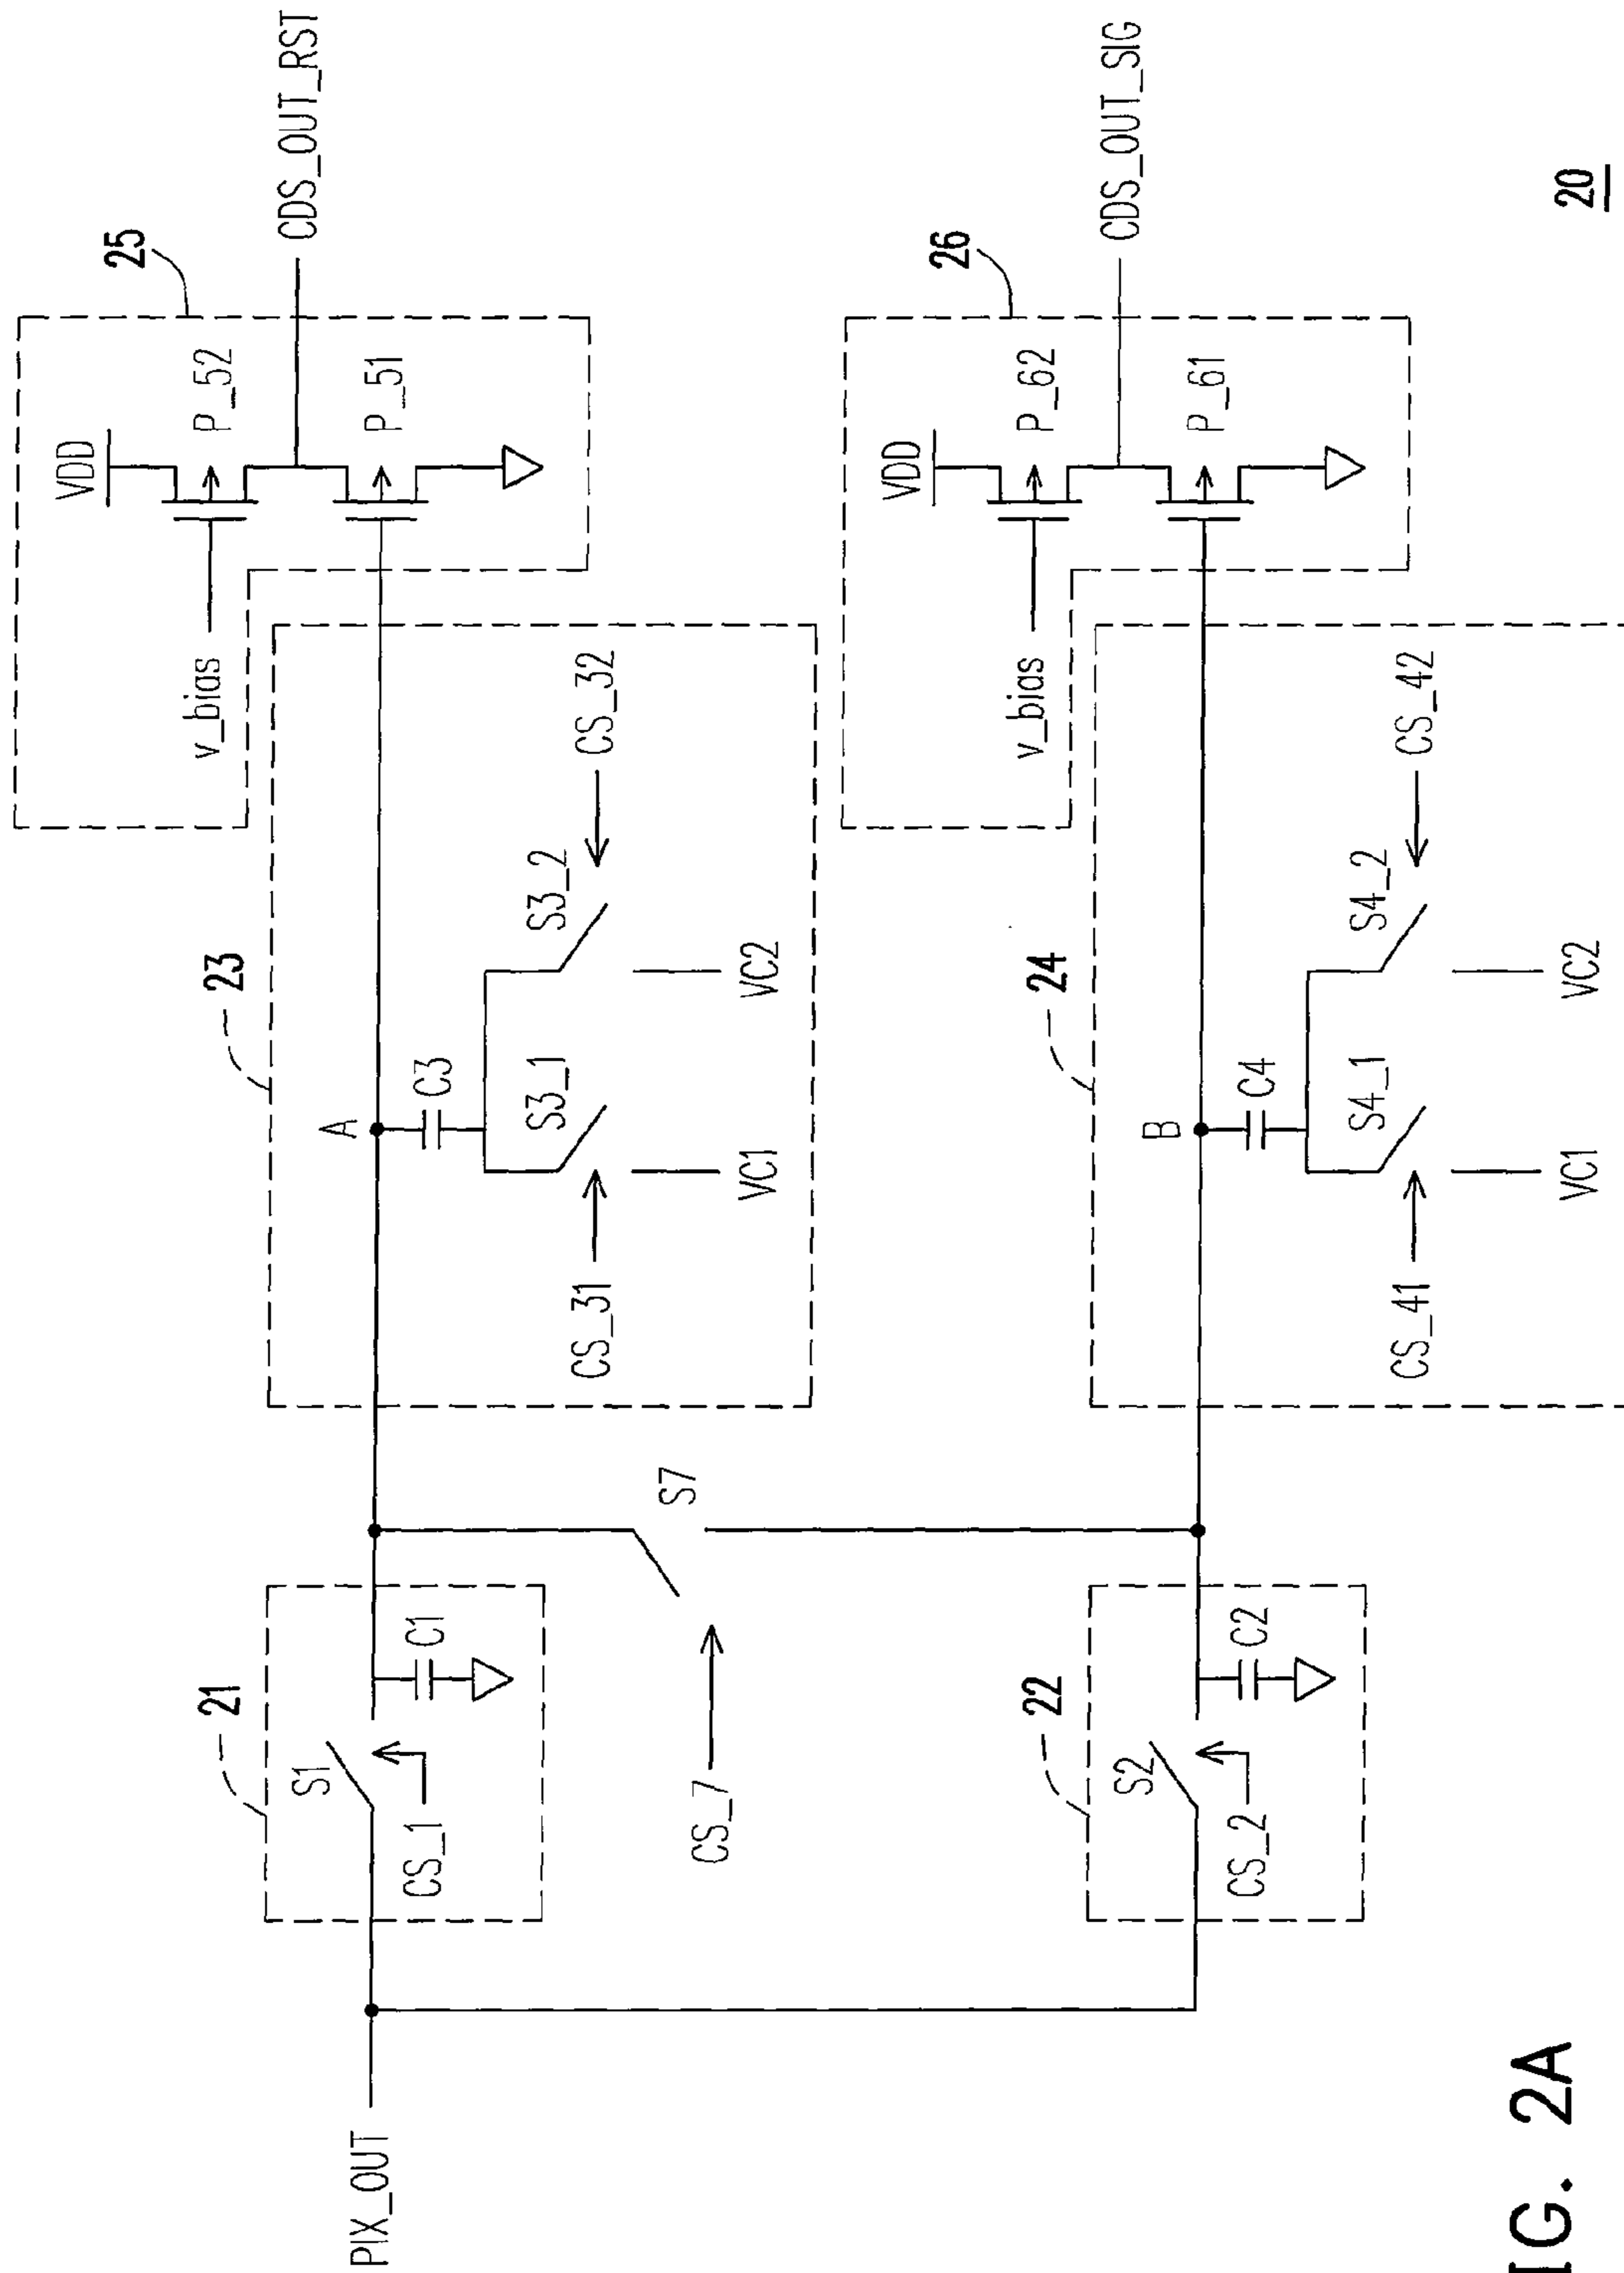 VDD
25
P_52
CDS_OUT_RST
v_bias
P_51
23
A
C3
S3_1
S3_2
CS_31
CS_32
VC1
VC2
21
S1
CS_1
C1
PIX_OUT
S7
CS_7
VDD
26
P_62
CDS_OUT_SIG
v_bias
P_61
24
B
C4
S4_1
S4_2
CS_41
CS_42
VC1
VC2
22
S2
CS_2
C2
20
IG. 2A